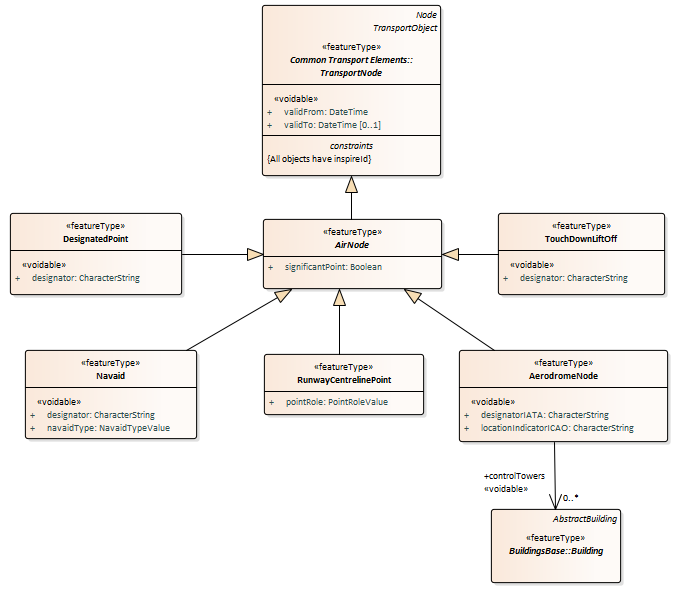 Node
TransportObject
«featureType»
Common Transport Elements::
TransportNode
«voidable»
+ validFrom: DateTime
+ validTo: DateTime [0..1]
constraints
{All objects have inspireId}
«featureType»
DesignatedPoint
«voidable»
+ designator: CharacterString
«featureType»
AirNode
+ significantPoint: Boolean
«featureType»
TouchDownLiftOff
«voidable»
+ designator: CharacterString
«featureType»
Navaid
«voidable»
+ designator: CharacterString
+ navaidType: NavaidTypeValue
«featureType»
RunwayCentrelinePoint
+ pointRole: PointRoleValue
«featureType»
AerodromeNode
«voidable»
+ designatorIATA: CharacterString
+ locationIndicatorICAO: CharacterString
+controlTowers
«voidable»
0..*
AbstractBuilding
«featureType»
BuildingsBase::Building